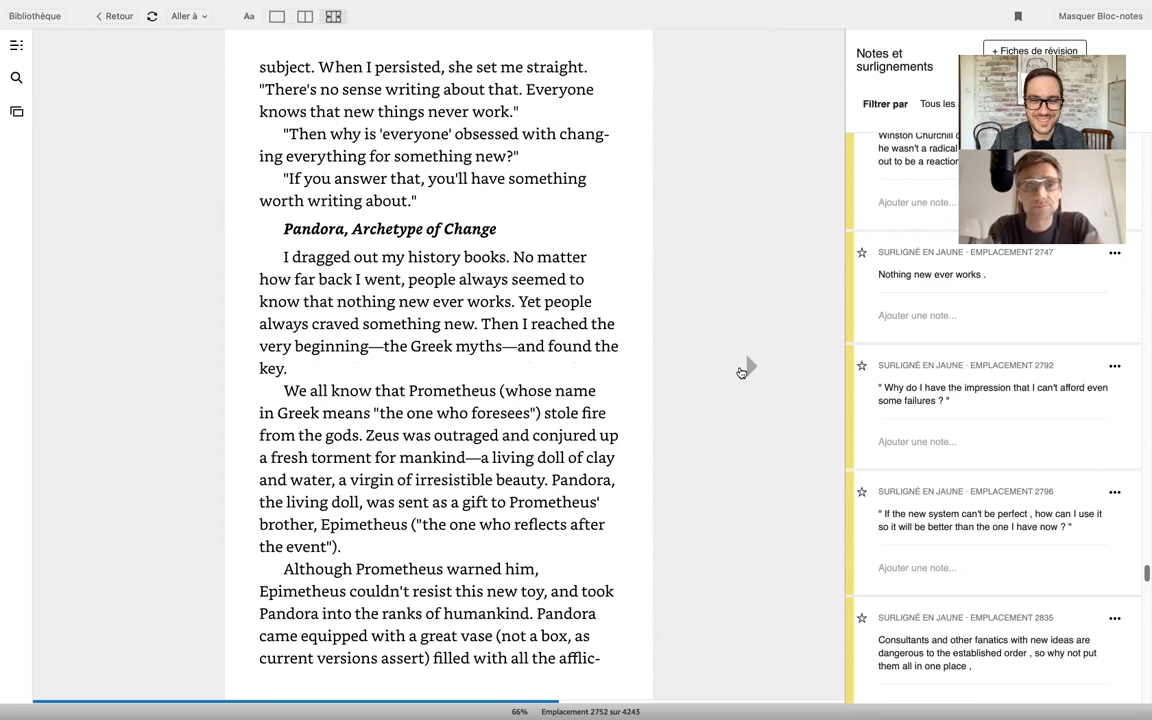 Bibliothèque
Retour
Aller à
Aa
Masquer Bloc-notes
subject. When I persisted, she set me straight.
"There's no sense writing about that. Everyone
knows that new things never work."
"Then why is 'everyone' obsessed with chang-
ing everything for something new?"
"If you answer that, you'll have something
worth writing about."
Pandora, Archetype of Change
I dragged out my history books. No matter
how far back I went, people always seemed to
know that nothing new ever works. Yet people
always craved something new. Then I reached the
very beginning—the Greek myths—and found the
key.
We all know that Prometheus (whose name
in Greek means "the one who foresees") stole fire
from the gods. Zeus was outraged and conjured up
a fresh torment for mankind—a living doll of clay
and water, a virgin of irresistible beauty. Pandora,
the living doll, was sent as a gift to Prometheus'
brother, Epimetheus ("the one who reflects after
the event").
Although Prometheus warned him,
Epimetheus couldn't resist this new toy, and took
Pandora into the ranks of humankind. Pandora
came equipped with a great vase (not a box, as
current versions assert) filled with all the afflic-
Notes et
surlignements
+ Fiches de révision
Filtrer par
Tous les
Winston Churchill
he wasn't a radical
out to be a reaction
Ajouter une note...
SURLIGNÉ EN JAUNE · EMPLACEMENT 2747
Nothing new ever works .
Ajouter une note...
SURLIGNÉ EN JAUNE · EMPLACEMENT 2792
" Why do I have the impression that I can't afford even
some failures ? "
Ajouter une note...
SURLIGNÉ EN JAUNE · EMPLACEMENT 2796
" If the new system can't be perfect , how can I use it
so it will be better than the one I have now ? "
Ajouter une note...
SURLIGNÉ EN JAUNE · EMPLACEMENT 2835
Consultants and other fanatics with new ideas are
dangerous to the established order , so why not put
them all in one place ,
66%
Emplacement 2752 sur 4243